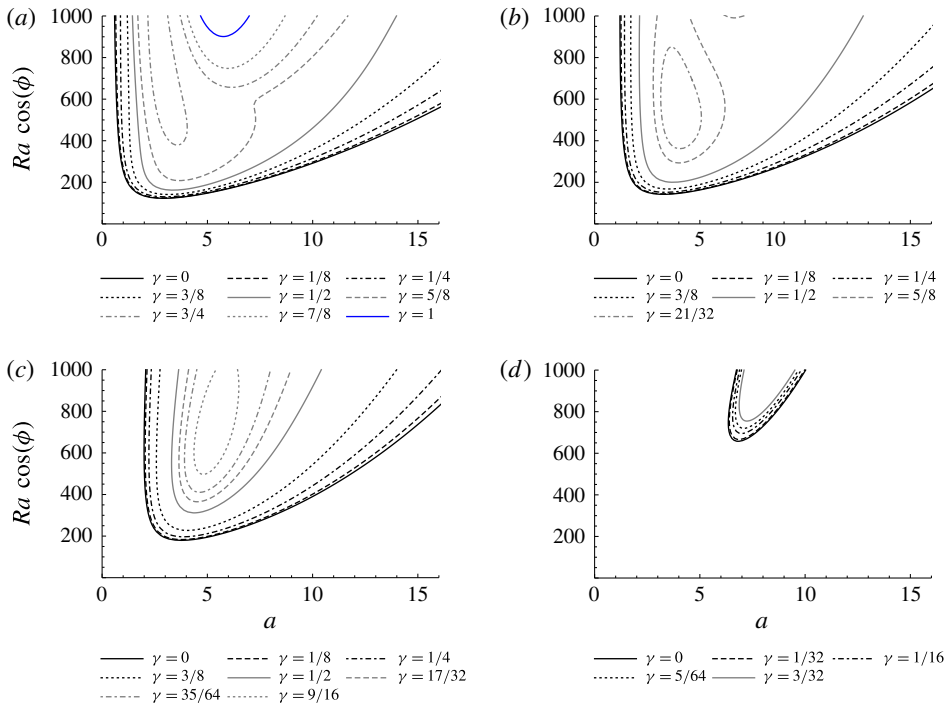 (a) 1000 (b) 1000
800 800
Ra cos(ϕ) 600 600
400 400
200 200
0 5 10 15 0 5 10 15
γ = 0 γ = 1/8 γ = 1/4 γ = 0 γ = 1/8 γ = 1/4
γ = 3/8 γ = 1/2 γ = 5/8 γ = 3/8 γ = 1/2 γ = 5/8
γ = 3/4 γ = 7/8 γ = 1 γ = 21/32
(c) 1000 (d) 1000
800 800
Ra cos(ϕ) 600 600
400 400
200 200
0 5 10 15 0 5 10 15
a a
γ = 0 γ = 1/8 γ = 1/4 γ = 0 γ = 1/32 γ = 1/16
γ = 3/8 γ = 1/2 γ = 17/32 γ = 5/64 γ = 3/32
γ = 35/64 γ = 9/16